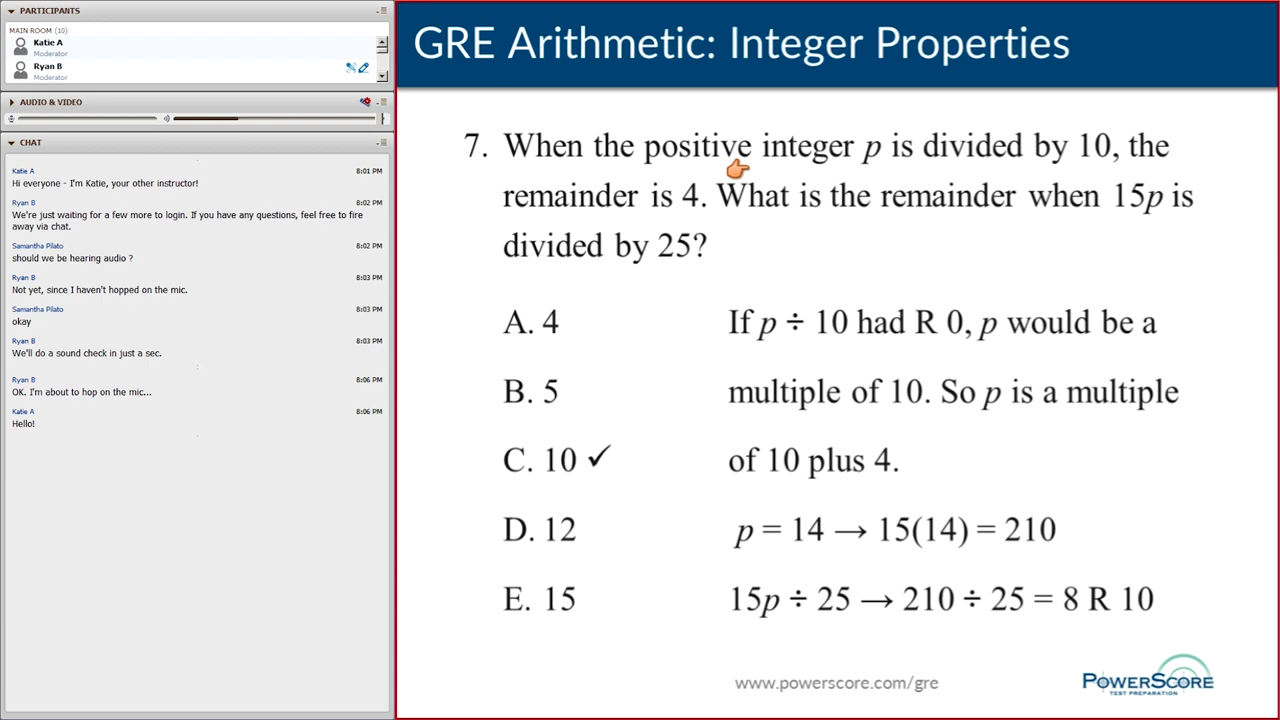 PARTICIPANTS
MAIN ROOM (10)
Katie A
Moderator
Ryan B
Moderator
AUDIO & VIDEO
CHAT
Katie A 8:01 PM
Hi everyone - I'm Katie, your other instructor!
Ryan B 8:02 PM
We're just waiting for a few more to login. If you have any questions, feel free to fire
away via chat.
Samantha Pilato 8:02 PM
should we be hearing audio ?
Ryan B 8:03 PM
Not yet, since I haven't hopped on the mic.
Samantha Pilato 8:03 PM
okay
Ryan B 8:03 PM
We'll do a sound check in just a sec.
Ryan B 8:06 PM
OK. I'm about to hop on the mic...
Katie A 8:06 PM
Hello!
GRE Arithmetic: Integer Properties
7. When the positive integer p is divided by 10, the
remainder is 4. What is the remainder when 15p is
divided by 25?
A. 4
B. 5
C. 10 ✓
D. 12
E. 15
If p ÷ 10 had R 0, p would be a
multiple of 10. So p is a multiple
of 10 plus 4.
p = 14 → 15(14) = 210
15p ÷ 25 → 210 ÷ 25 = 8 R 10
www.powerscore.com/gre
POWERSCORE
TEST PREPARATION